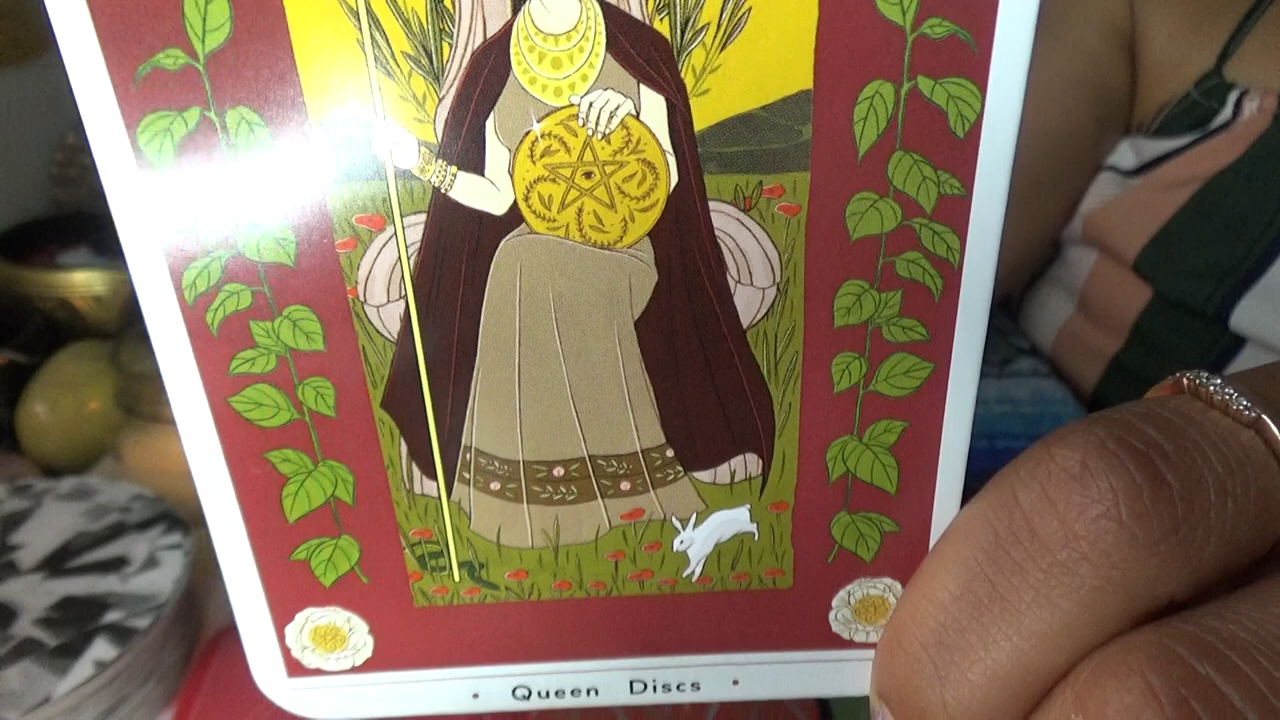 • Queen Discs •